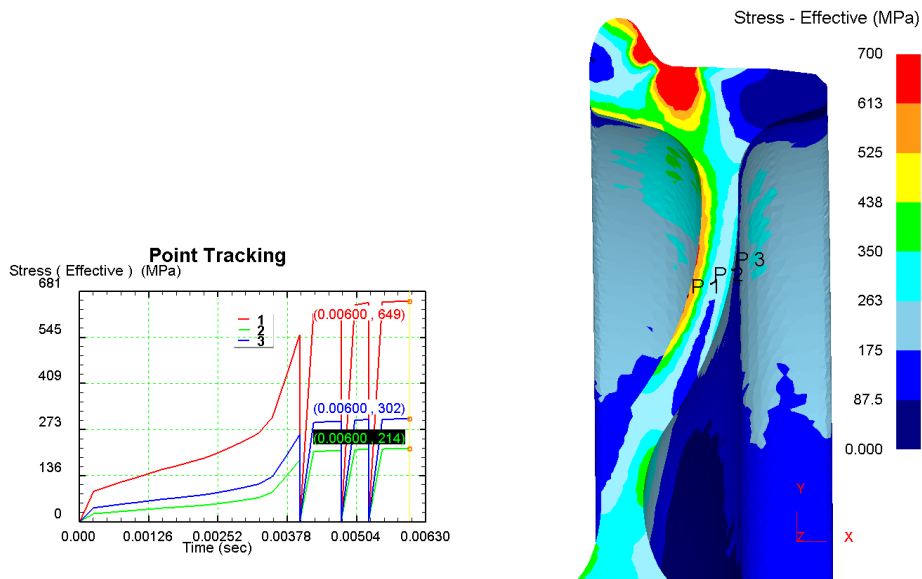 Point Tracking
Stress ( Effective ) (MPa)
681
545
409
273
136
0
1
2
3
(0.00600 , 649)
(0.00600 , 302)
(0.00600 , 214)
0.000 0.00126 0.00252 0.00378 0.00504 0.00630
Time (sec)
Stress - Effective (MPa)
700
613
525
438
350
263
175
87.5
0.000
P 1
P 2
P 3
Y
Z
X